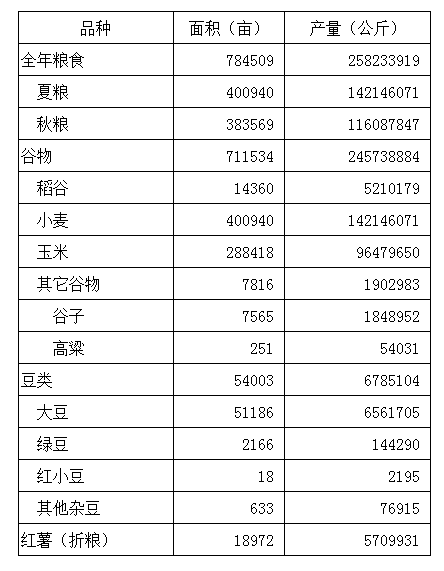 品种 面积（亩） 产量（公斤）
全年粮食 784509 258233919
夏粮 400940 142146071
秋粮 383569 116087847
谷物 711534 245738884
稻谷 14360 5210179
小麦 400940 142146071
玉米 288418 96479650
其它谷物 7816 1902983
谷子 7565 1848952
高粱 251 54031
豆类 54003 6785104
大豆 51186 6561705
绿豆 2166 144290
红小豆 18 2195
其他杂豆 633 76915
红薯（折粮） 18972 5709931